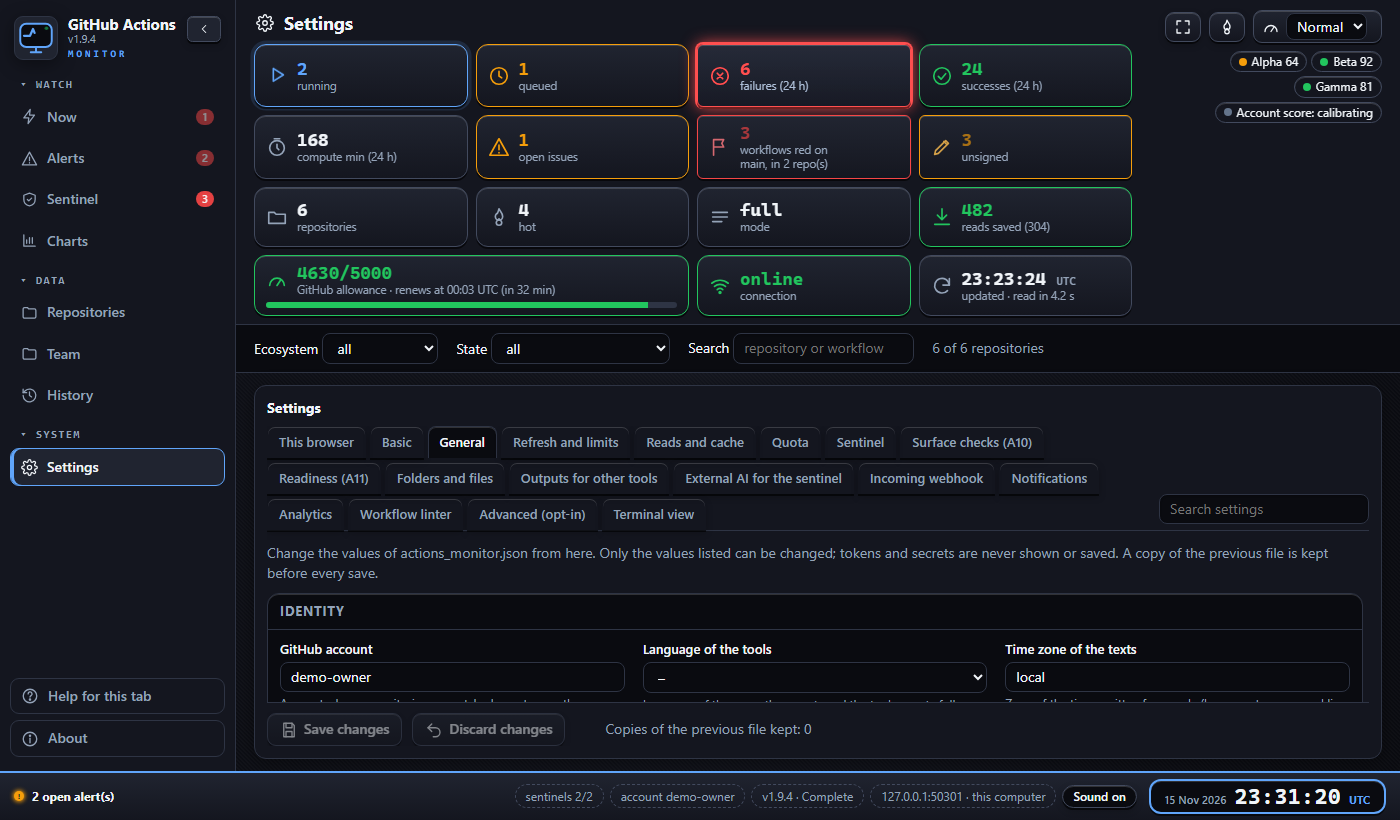 GitHub Actions
v1.9.4
MONITOR
WATCH
Now 1
Alerts 2
Sentinel 3
Charts
DATA
Repositories
Team
History
SYSTEM
Settings
Help for this tab
About
Settings
Normal
2
running
1
queued
6
failures (24 h)
24
successes (24 h)
Alpha 64
Beta 92
Gamma 81
Account score: calibrating
168
compute min (24 h)
1
open issues
3
workflows red on
main, in 2 repo(s)
3
unsigned
6
repositories
4
hot
full
mode
482
reads saved (304)
4630/5000
GitHub allowance · renews at 00:03 UTC (in 32 min)
online
connection
23:23:24 UTC
updated · read in 4.2 s
Ecosystem all State all Search repository or workflow 6 of 6 repositories
Settings
This browser Basic General Refresh and limits Reads and cache Quota Sentinel Surface checks (A10)
Readiness (A11) Folders and files Outputs for other tools External AI for the sentinel Incoming webhook Notifications
Analytics Workflow linter Advanced (opt-in) Terminal view Search settings
Change the values of actions_monitor.json from here. Only the values listed can be changed; tokens and secrets are never shown or saved. A copy of the previous file is kept
before every save.
IDENTITY
GitHub account
demo-owner
Language of the tools
–
Time zone of the texts
local
Save changes Discard changes Copies of the previous file kept: 0
2 open alert(s)
sentinels 2/2 account demo-owner v1.9.4 · Complete 127.0.0.1:50301 · this computer Sound on 15 Nov 2026 23:31:20 UTC